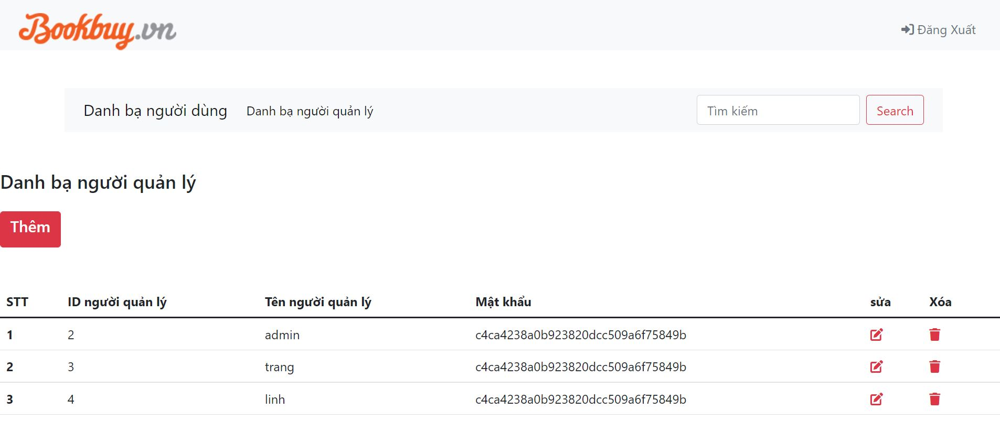 Bookbuy.vn
Đăng Xuất
Danh bạ người dùng Danh bạ người quản lý Tìm kiếm Search
Danh bạ người quản lý
Thêm
STT ID người quản lý Tên người quản lý Mật khẩu sửa Xóa
1 2 admin c4ca4238a0b923820dcc509a6f75849b
2 3 trang c4ca4238a0b923820dcc509a6f75849b
3 4 linh c4ca4238a0b923820dcc509a6f75849b